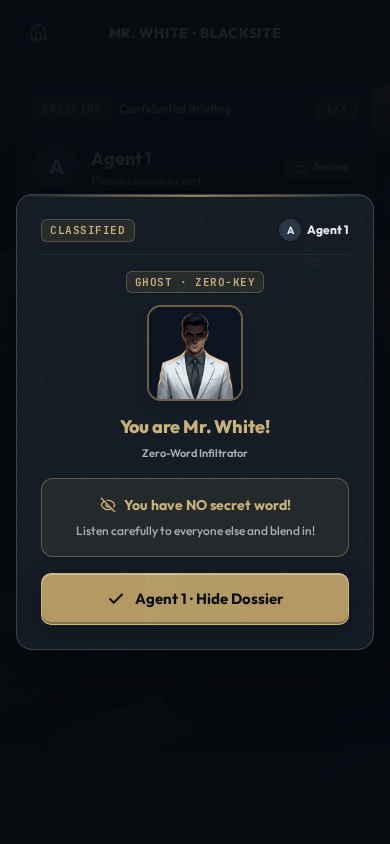 MR. WHITE · BLACKSITE
BRIEFING Confidential Briefing 1/3
A Agent 1 Sealed
Please choose a card
CLASSIFIED A Agent 1
GHOST · ZERO-KEY
You are Mr. White!
Zero-Word Infiltrator
You have NO secret word!
Listen carefully to everyone else and blend in!
Agent 1 · Hide Dossier